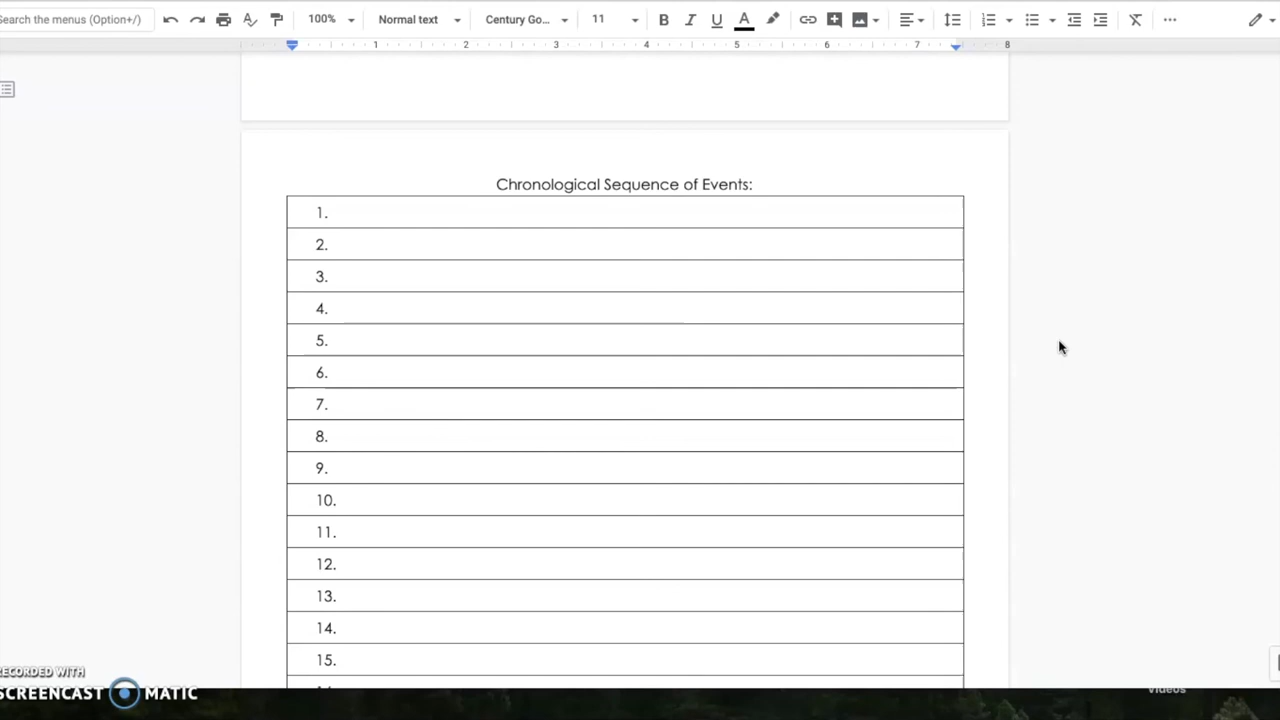 Search the menus (Option+/)
100%
Normal text
Century Go...
11
B I U A
1 2 3 4 5 6 7 8
Chronological Sequence of Events:
1.
2.
3.
4.
5.
6.
7.
8.
9.
10.
11.
12.
13.
14.
15.
RECORDED WITH
SCREENCAST MATIC
Videos